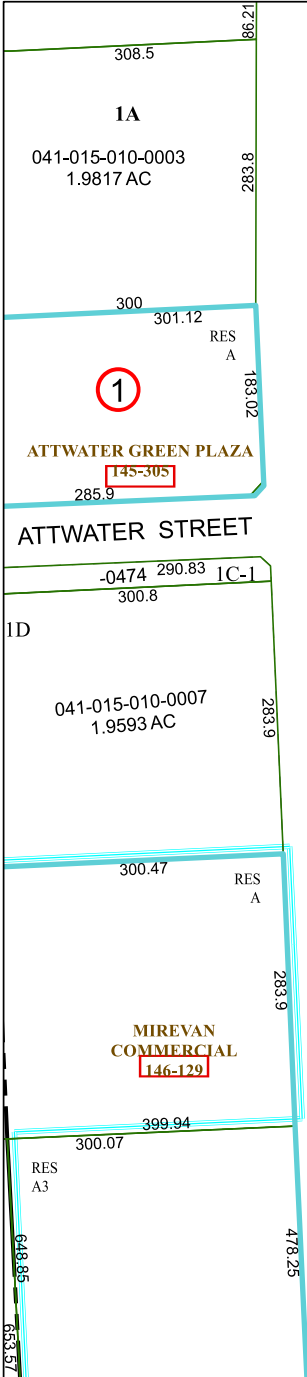 86.21
308.5
1A
041-015-010-0003
1.9817 AC
283.8
300
301.12
RES
A
1
183.02
ATTWATER GREEN PLAZA
145-305
285.9
ATTWATER STREET
-0474 290.83 1C-1
300.8
1D
041-015-010-0007
1.9593 AC
283.9
300.47
RES
A
283.9
MIREVAN
COMMERCIAL
146-129
399.94
300.07
RES
A3
648.85
478.25
653.57